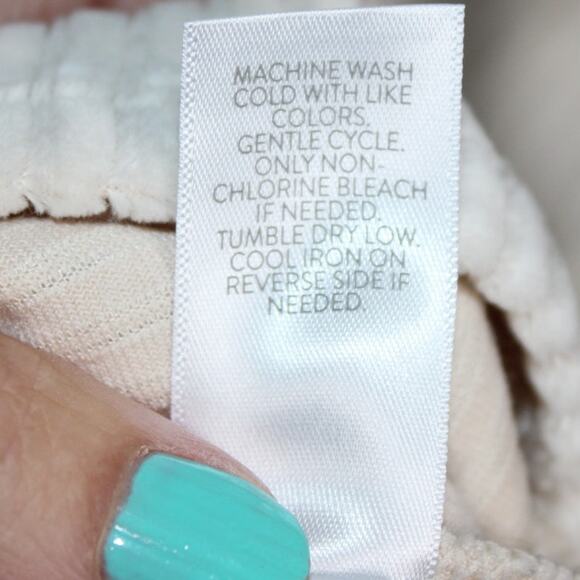 MACHINE WASH
COLD WITH LIKE
COLORS.
GENTLE CYCLE.
ONLY NON-
CHLORINE BLEACH
IF NEEDED.
TUMBLE DRY LOW.
COOL IRON ON
REVERSE SIDE IF
NEEDED.